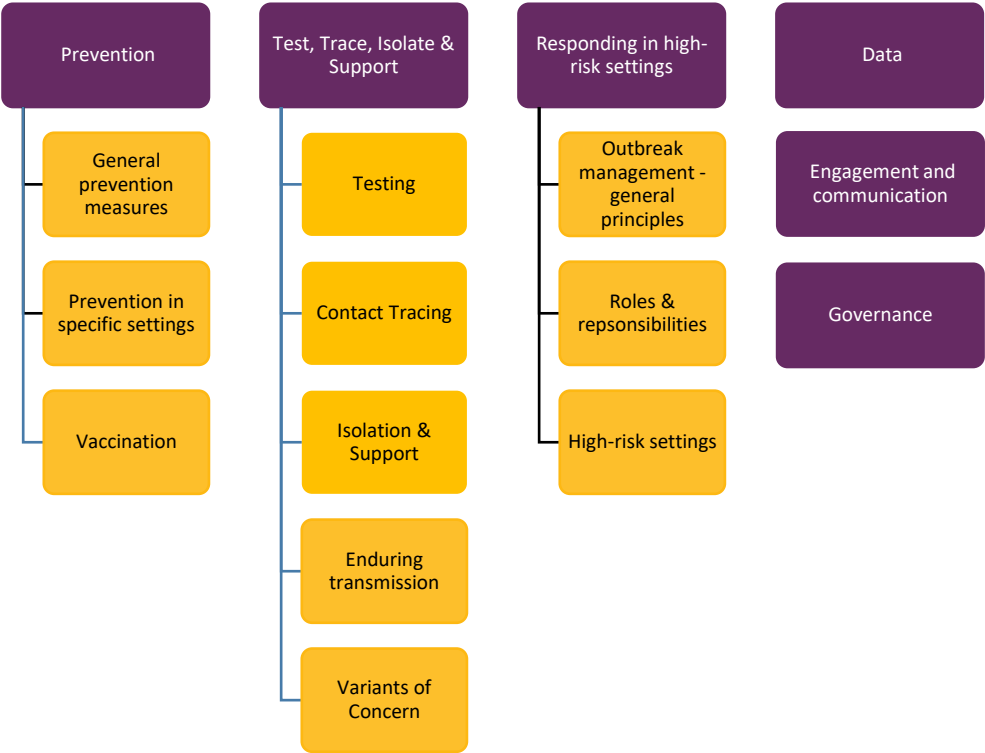 Prevention
General
prevention
measures
Prevention in
specific settings
Vaccination
Test, Trace, Isolate &
Support
Testing
Contact Tracing
Isolation &
Support
Enduring
transmission
Variants of
Concern
Responding in high-
risk settings
Outbreak
management -
general
principles
Roles &
repsonsibilities
High-risk settings
Data
Engagement and
communication
Governance